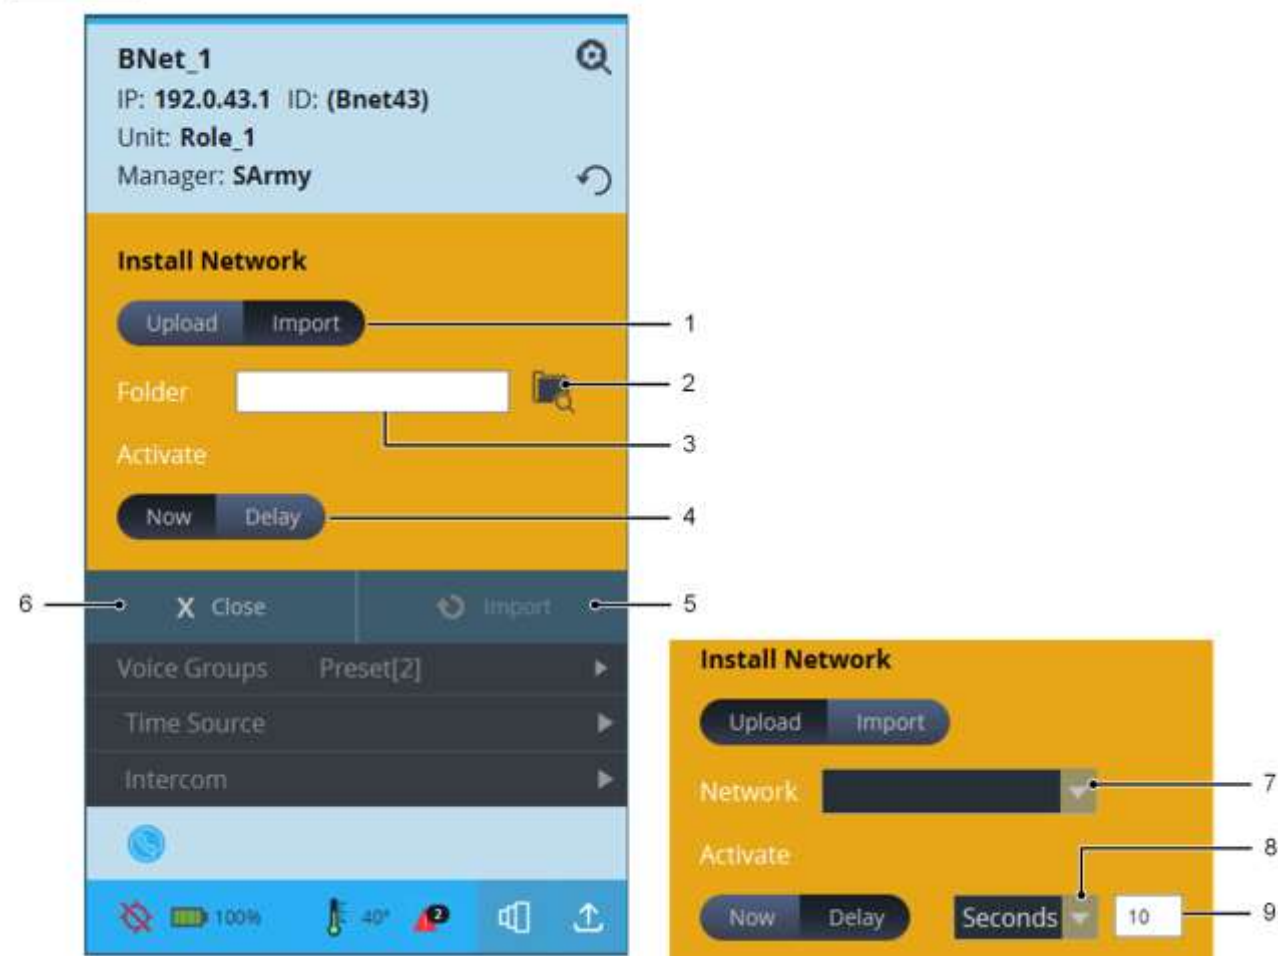 BNet_1
IP: 192.0.43.1 ID: (Bnet43)
Unit: Role_1
Manager: SArmy
Install Network
Upload Import
1
Folder
2
3
Activate
Now Delay
4
6
X Close
Import
5
Voice Groups Preset[2]
Time Source
Intercom
100%
40°
2
Install Network
Upload Import
Network
7
Activate
8
Now Delay
Seconds
10
9